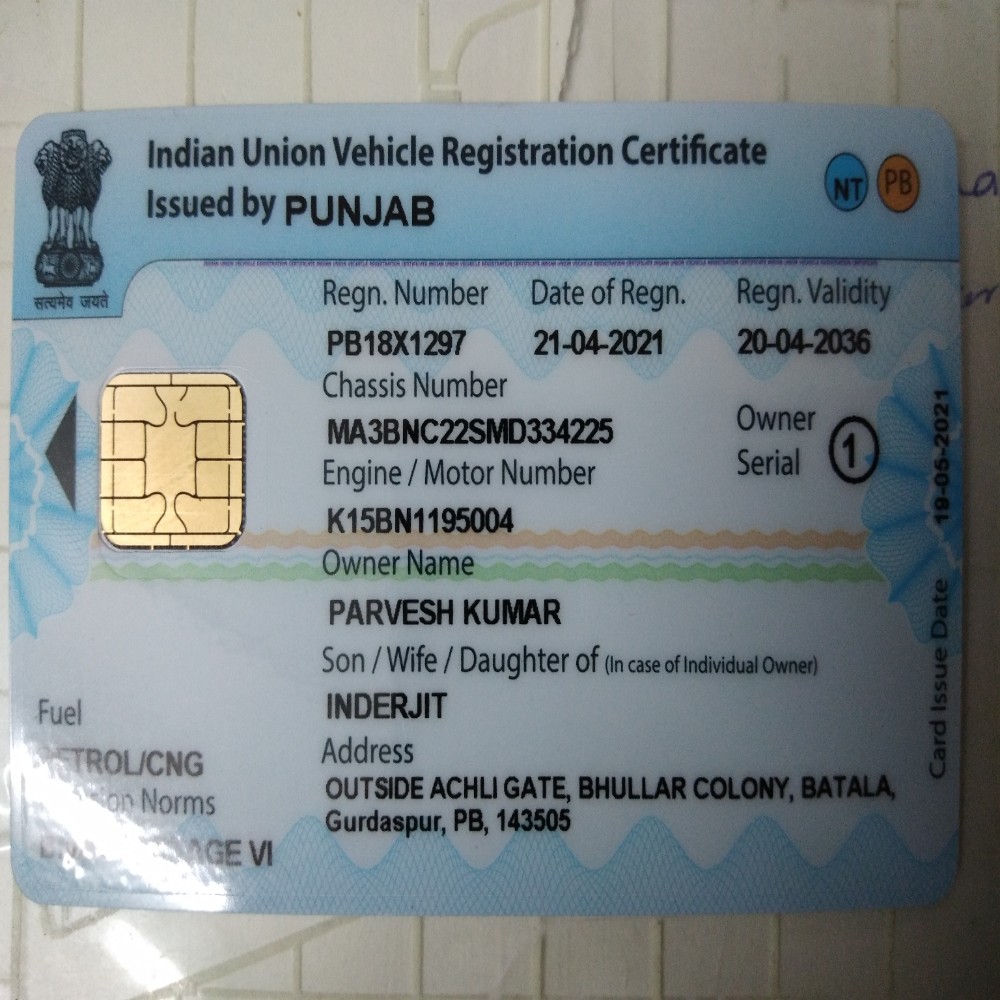 Indian Union Vehicle Registration Certificate
Issued by PUNJAB
NT PB
सत्यमेव जयते
Regn. Number Date of Regn. Regn. Validity
PB18X1297 21-04-2021 20-04-2036
Chassis Number
MA3BNC22SMD334225
Owner
Serial 1
Engine / Motor Number
K15BN1195004
Owner Name
PARVESH KUMAR
Son / Wife / Daughter of (In case of Individual Owner)
INDERJIT
Address
OUTSIDE ACHLI GATE, BHULLAR COLONY, BATALA,
Gurdaspur, PB, 143505
Fuel
PETROL/CNG
Norms
VI
Card Issue Date 19-05-2021